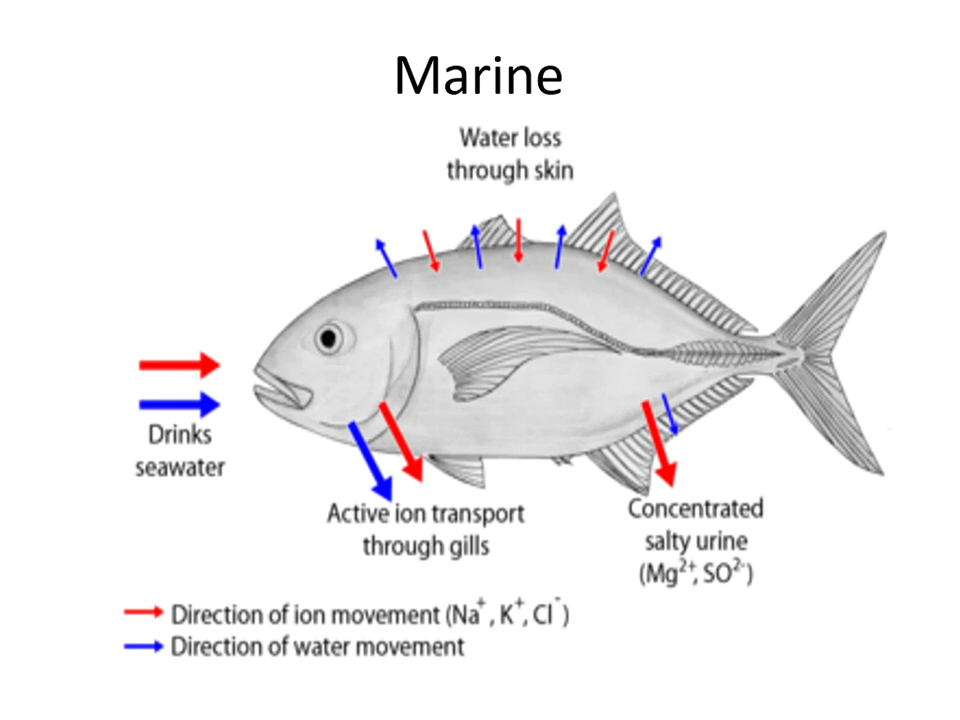 Marine
Water loss
through skin
Drinks
seawater
Active ion transport
through gills
Concentrated
salty urine
(Mg²⁺, SO²⁻)
Direction of ion movement (Na⁺, K⁺, Cl⁻)
Direction of water movement